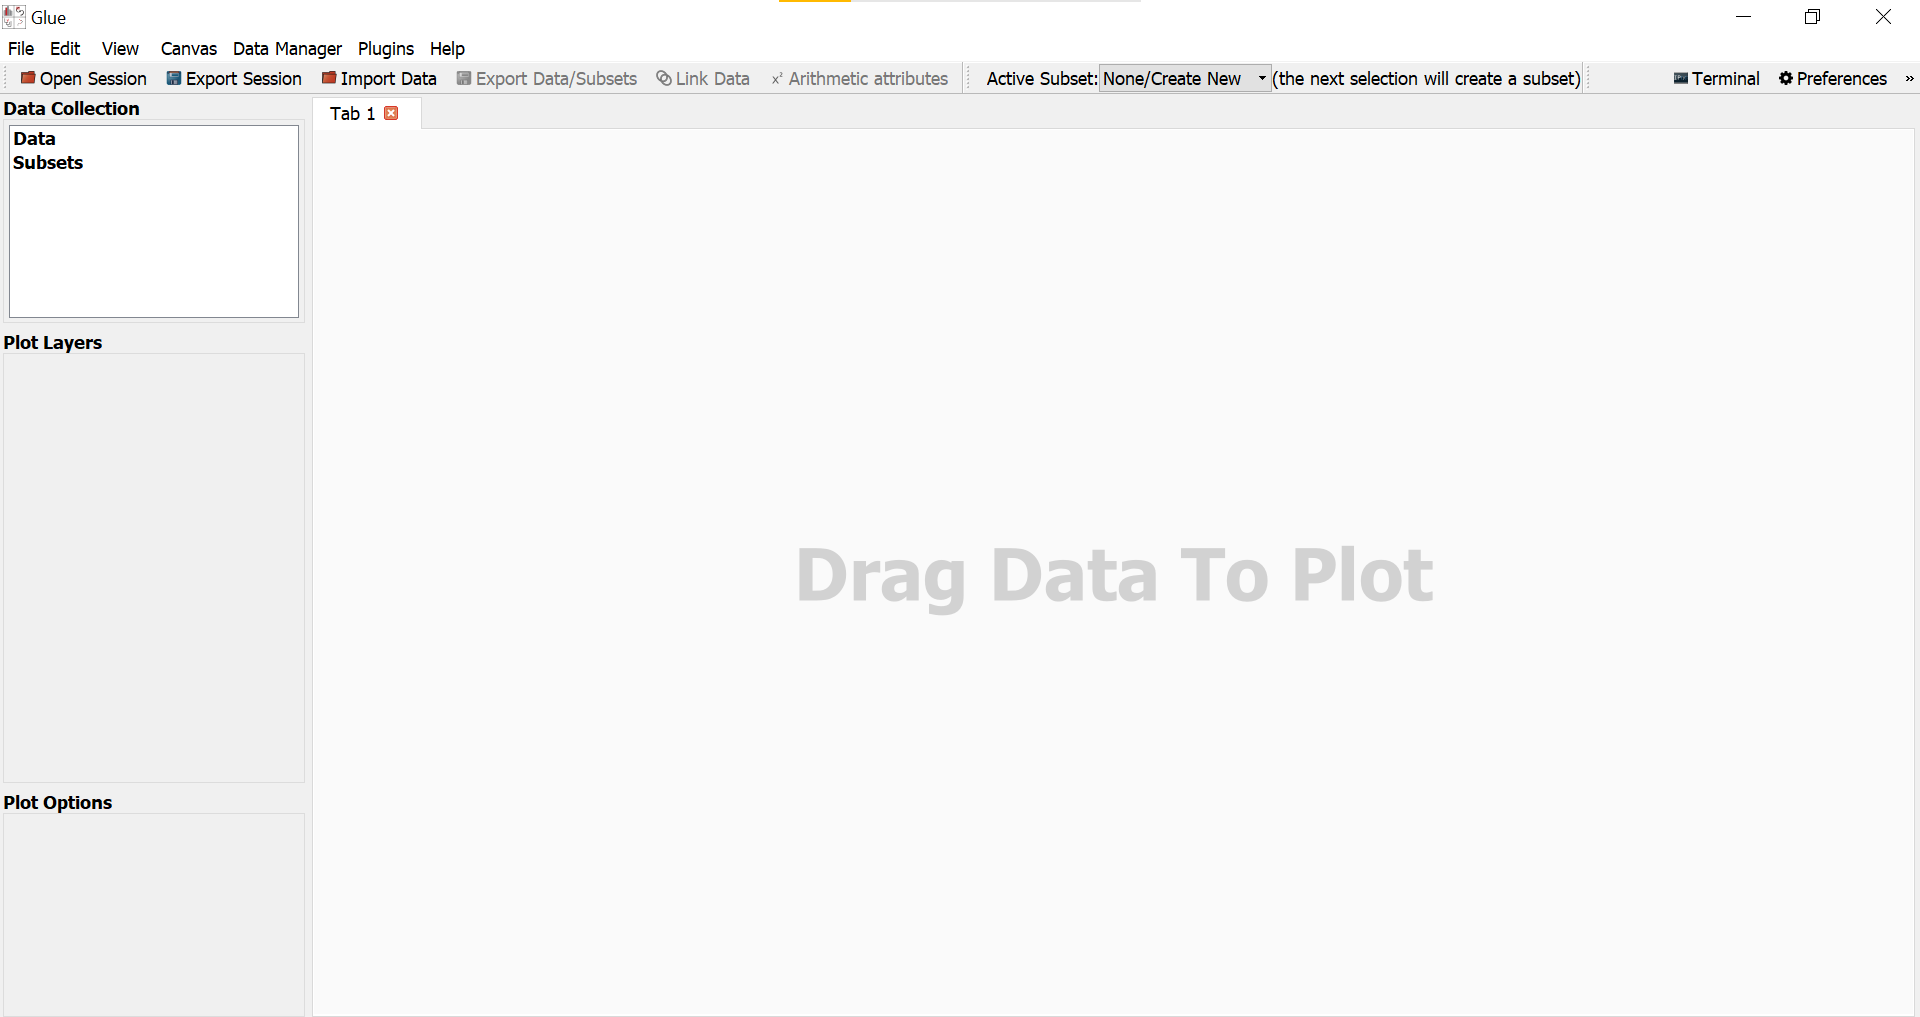 Glue
File Edit View Canvas Data Manager Plugins Help
Open Session Export Session Import Data Export Data/Subsets Link Data x² Arithmetic attributes Active Subset: None/Create New (the next selection will create a subset) Terminal Preferences »
Data Collection
Tab 1
Data
Subsets
Plot Layers
Drag Data To Plot
Plot Options